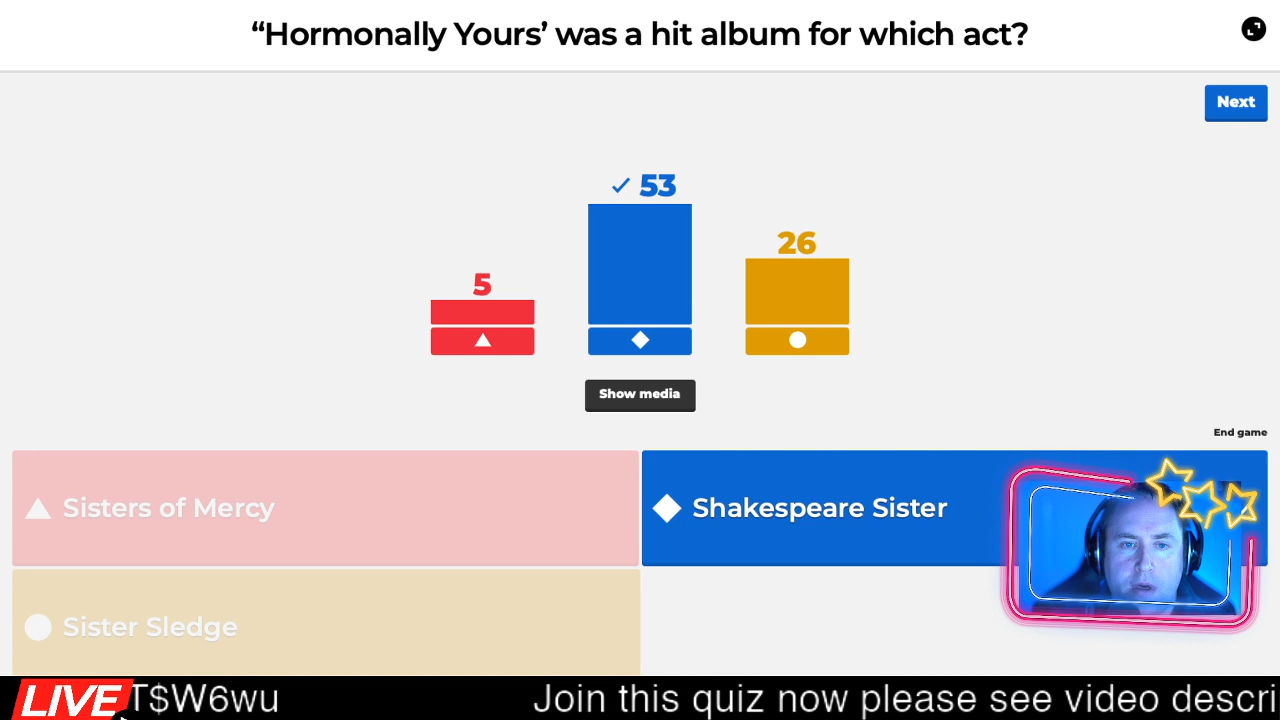 “Hormonally Yours’ was a hit album for which act?
Next
53
26
5
Show media
End game
Sisters of Mercy
Shakespeare Sister
Sister Sledge
LIVE T$W6wu Join this quiz now please see video descri